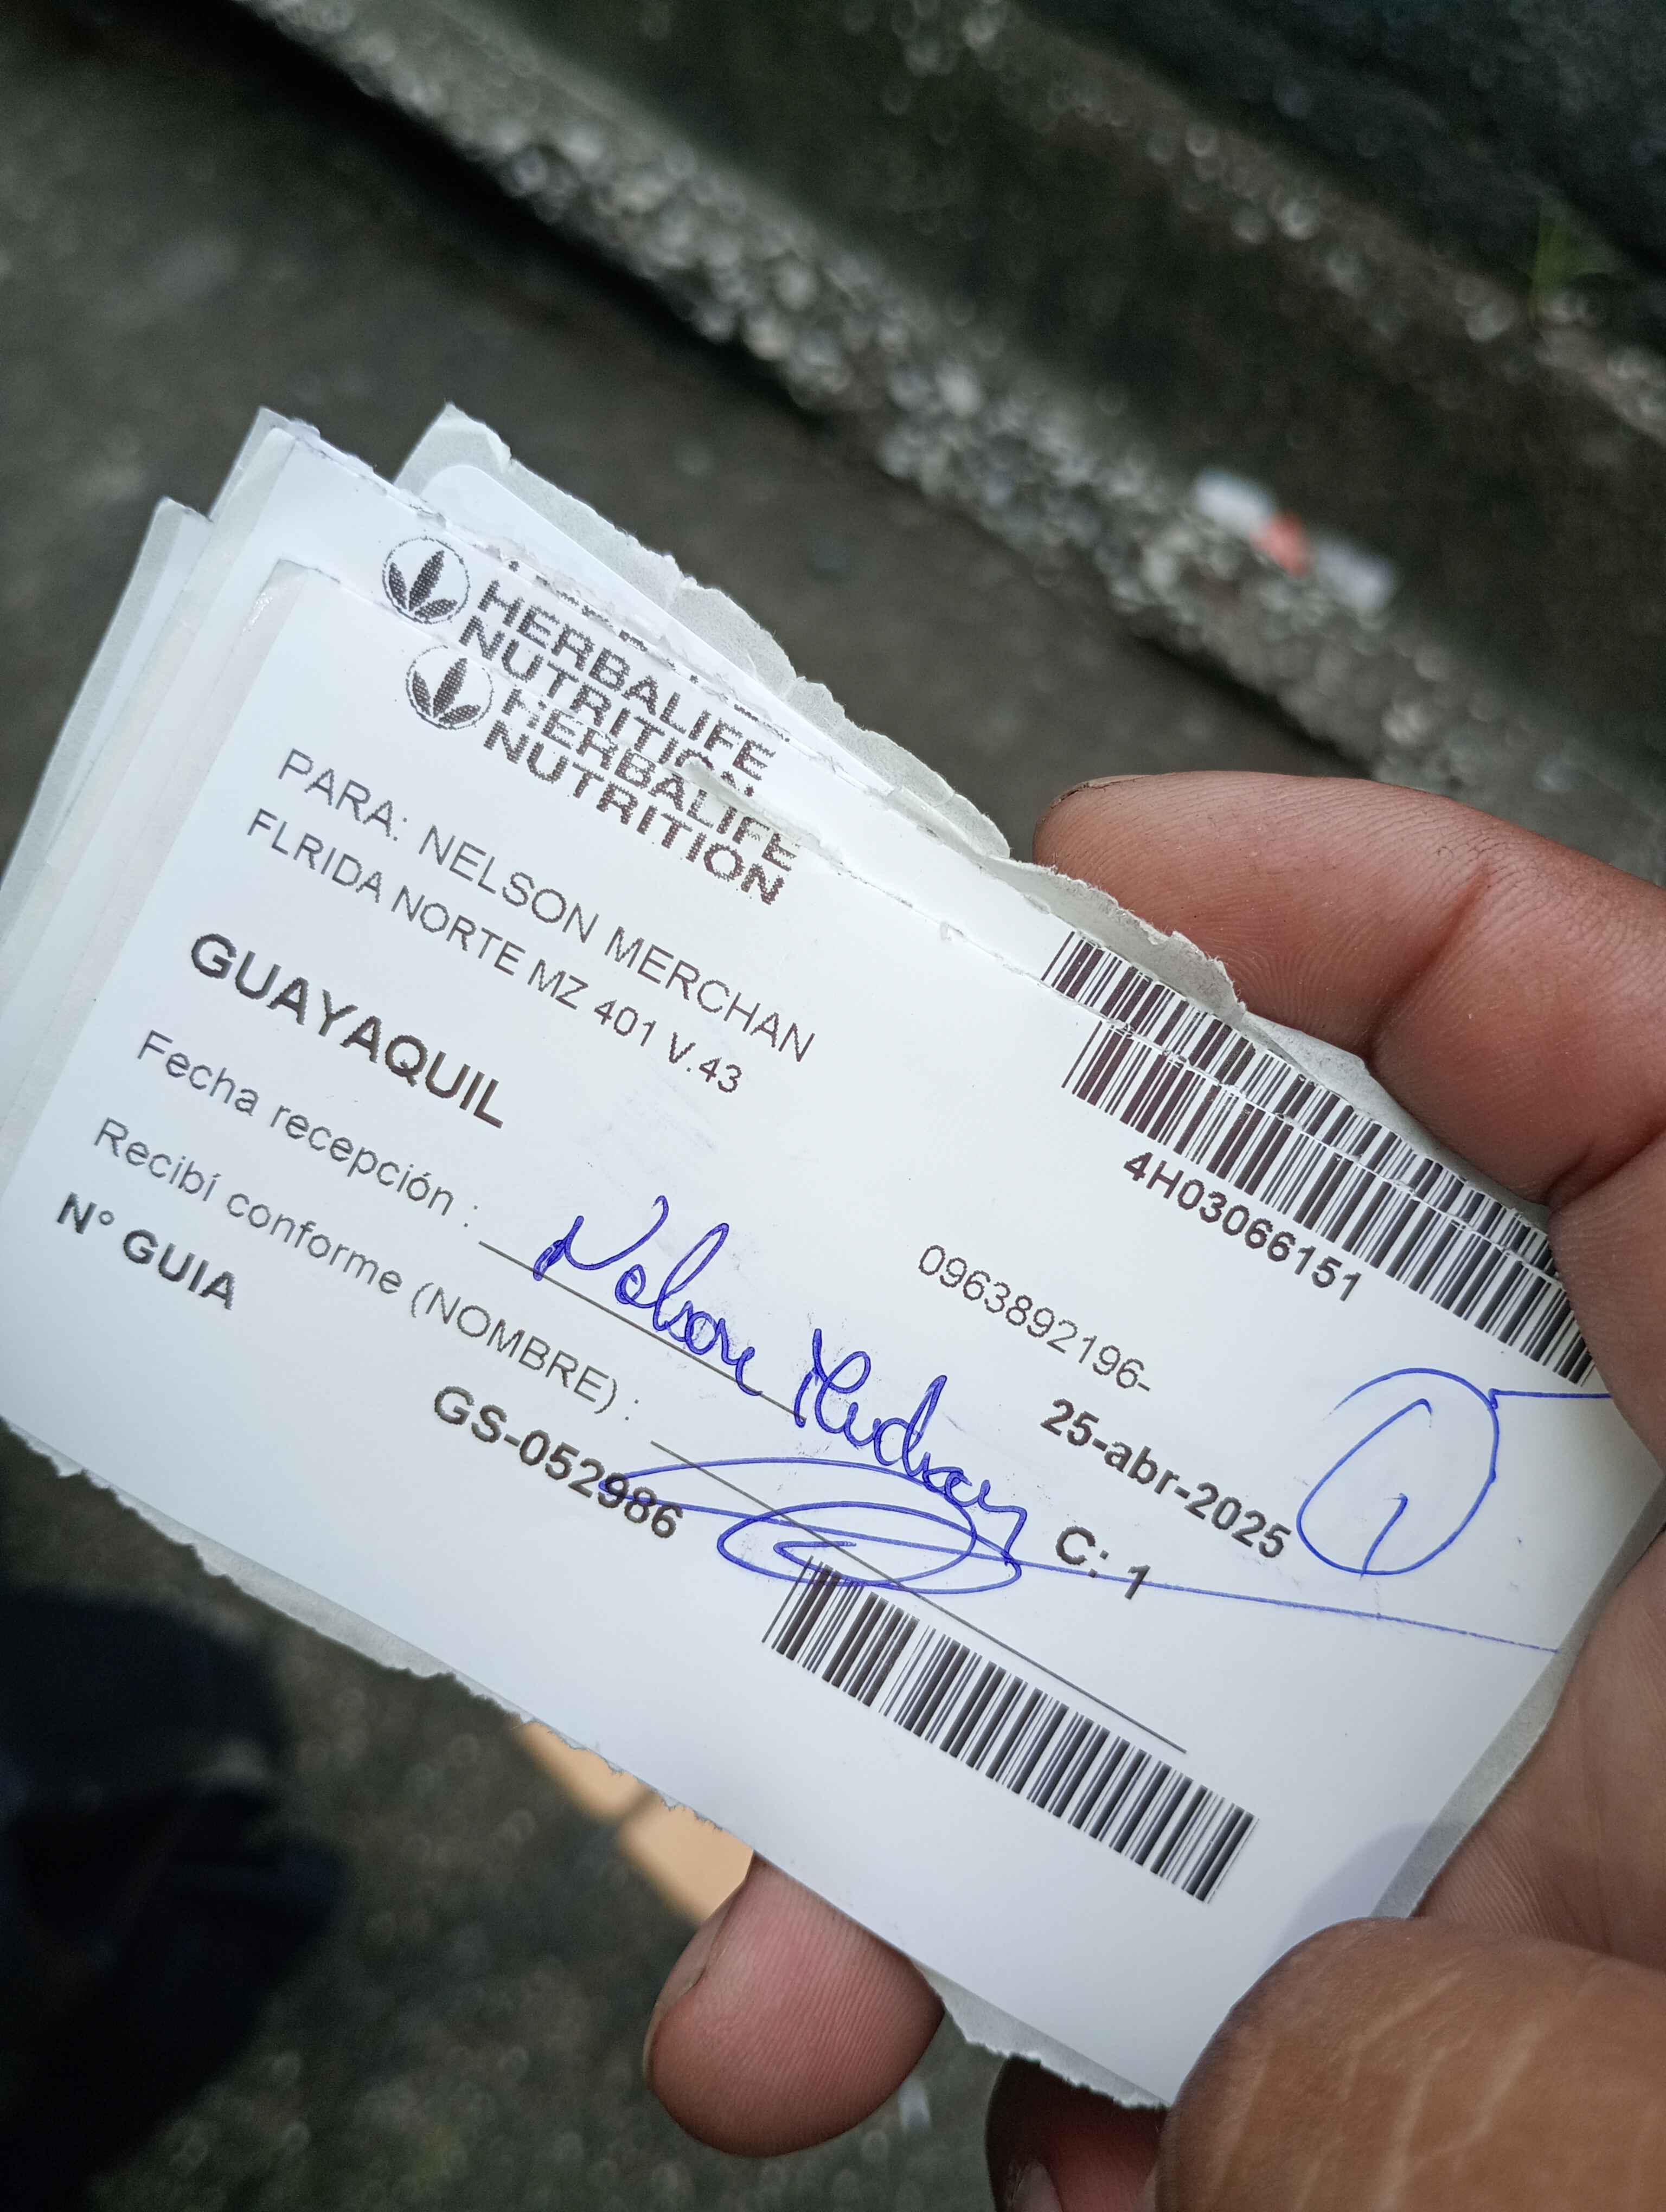 HERBALIFE
NUTRITION
HERBALIFE
NUTRITION
4H03066151
PARA: NELSON MERCHAN
FLRIDA NORTE MZ 401 V.43
0963892196-
GUAYAQUIL
25-abr-2025
Fecha recepción :
Nelson
Recibí conforme (NOMBRE) :
C: 1
N° GUIA
GS-052986